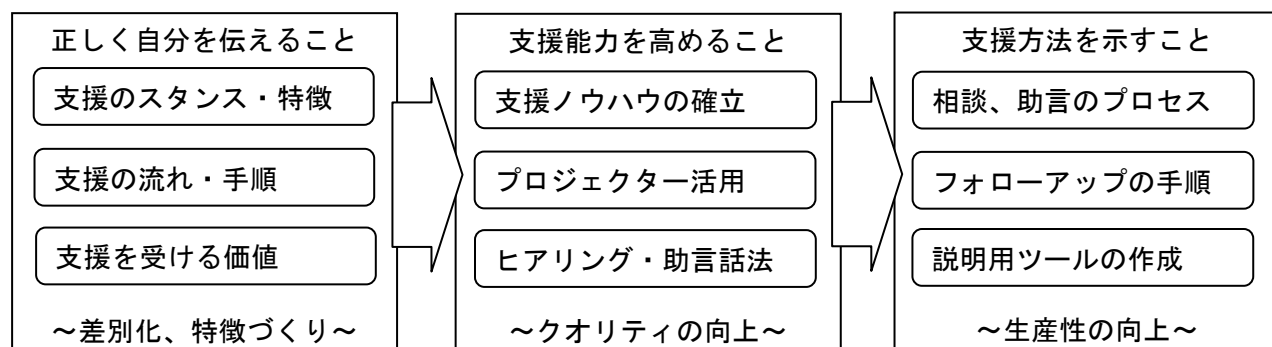 正しく自分を伝えること
支援のスタンス・特徴
支援の流れ・手順
支援を受ける価値
～差別化、特徴づくり～
支援能力を高めること
支援ノウハウの確立
プロジェクター活用
ヒアリング・助言話法
～クオリティの向上～
支援方法を示すこと
相談、助言のプロセス
フォローアップの手順
説明用ツールの作成
～生産性の向上～